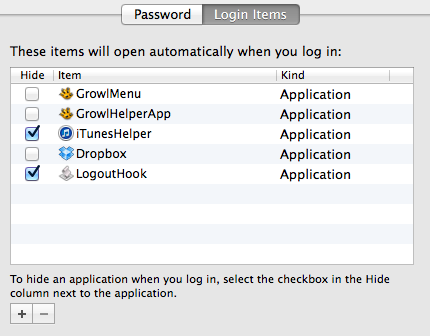 Password Login Items
These items will open automatically when you log in:
Hide Item Kind
GrowlMenu Application
GrowlHelperApp Application
iTunesHelper Application
Dropbox Application
LogoutHook Application
To hide an application when you log in, select the checkbox in the Hide
column next to the application.
+ −